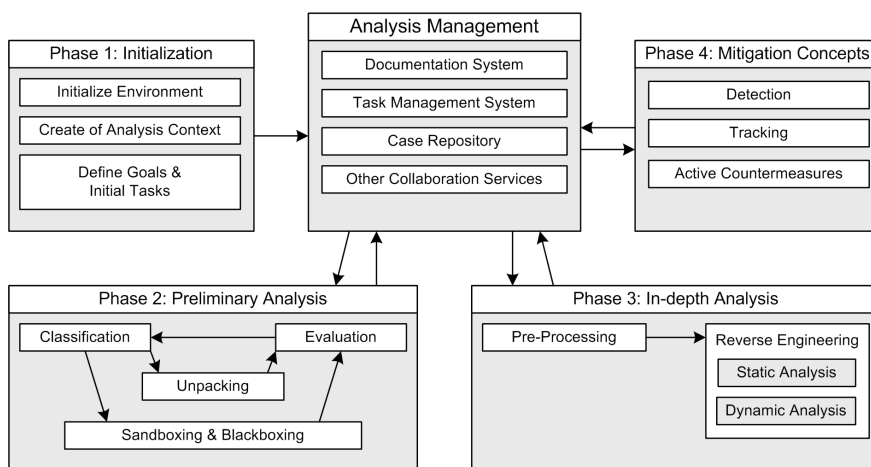 Phase 1: Initialization
Initialize Environment
Create of Analysis Context
Define Goals &
Initial Tasks
Analysis Management
Documentation System
Task Management System
Case Repository
Other Collaboration Services
Phase 4: Mitigation Concepts
Detection
Tracking
Active Countermeasures
Phase 2: Preliminary Analysis
Classification
Evaluation
Unpacking
Sandboxing & Blackboxing
Phase 3: In-depth Analysis
Pre-Processing
Reverse Engineering
Static Analysis
Dynamic Analysis